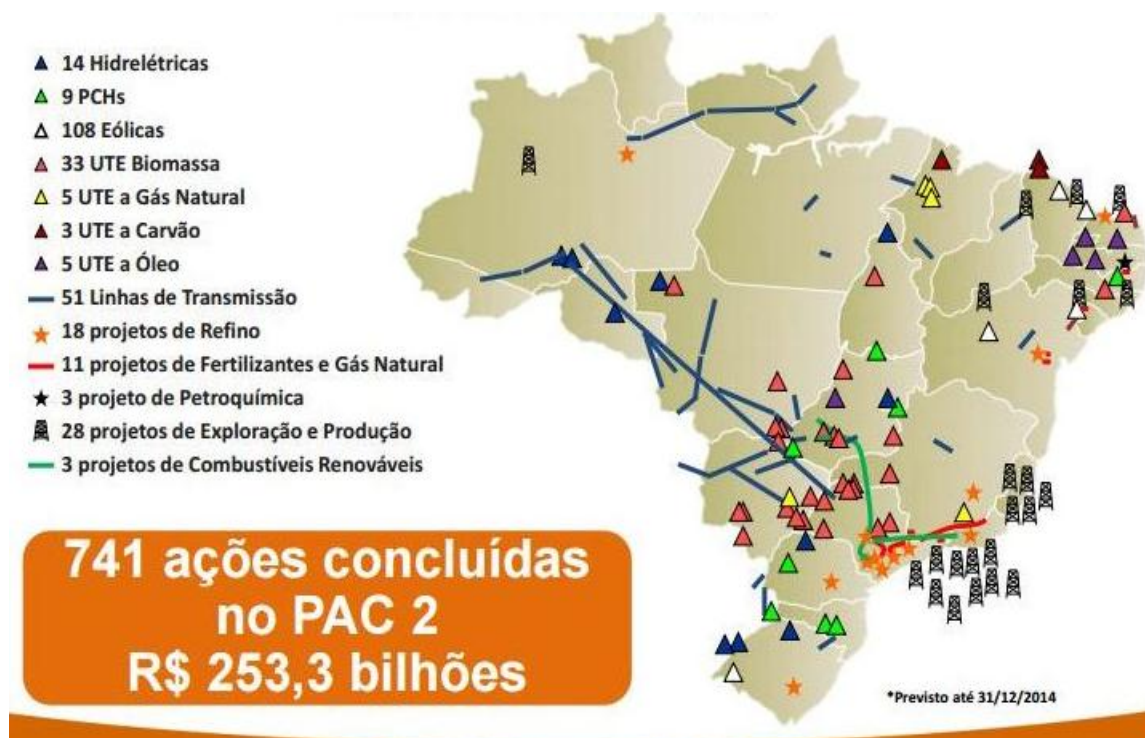 14 Hidrelétricas
9 PCHs
108 Eólicas
33 UTE Biomassa
5 UTE a Gás Natural
3 UTE a Carvão
5 UTE a Óleo
51 Linhas de Transmissão
18 projetos de Refino
11 projetos de Fertilizantes e Gás Natural
3 projeto de Petroquímica
28 projetos de Exploração e Produção
3 projetos de Combustíveis Renováveis
741 ações concluídas
no PAC 2
R$ 253,3 bilhões
*Previsto até 31/12/2014